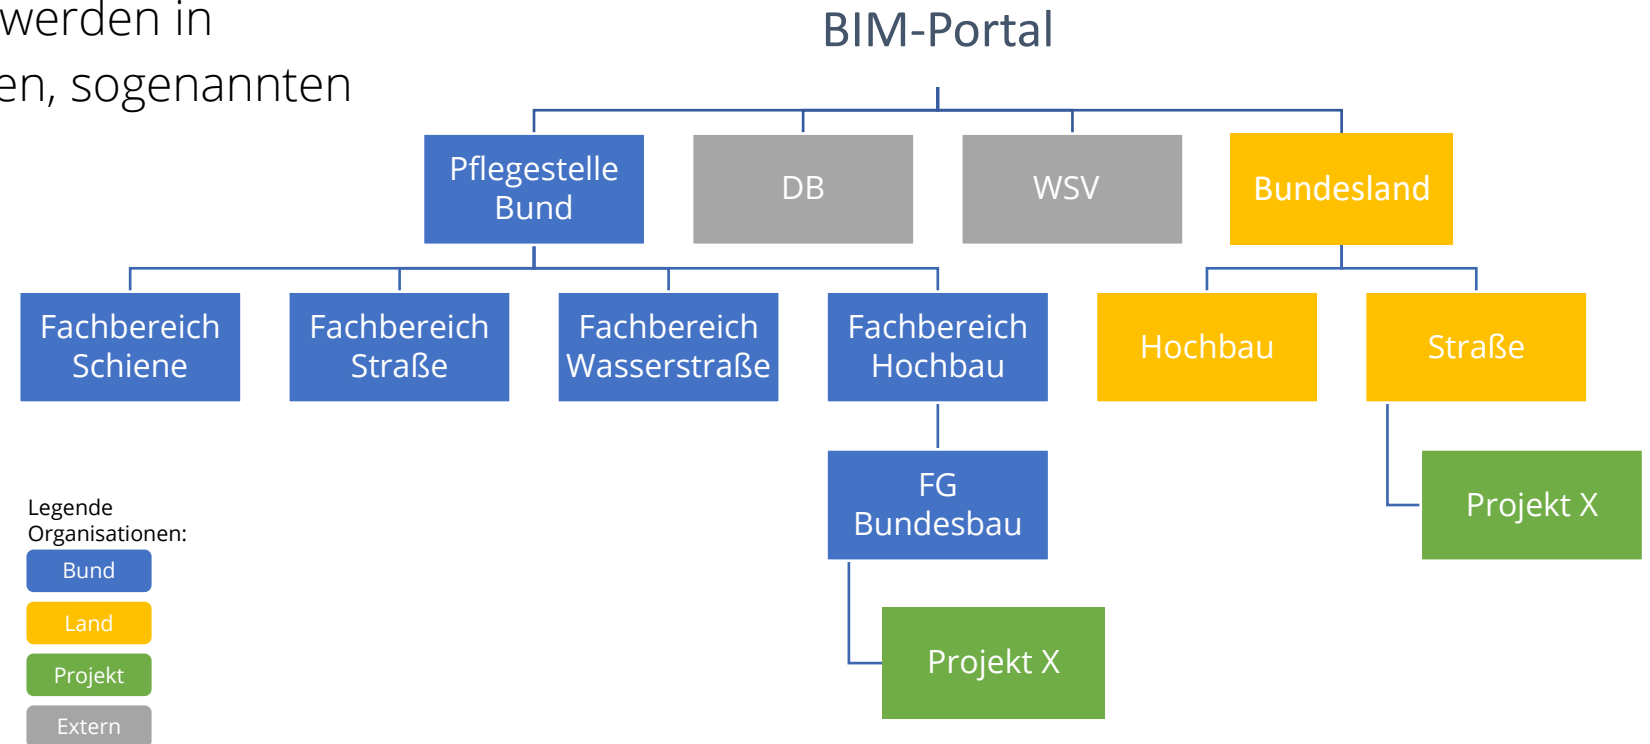 werden in
en, sogenannten
BIM-Portal
Pflegestelle
Bund
DB
WSV
Bundesland
Fachbereich
Schiene
Fachbereich
Straße
Fachbereich
Wasserstraße
Fachbereich
Hochbau
Hochbau
Straße
FG
Bundesbau
Projekt X
Projekt X
Legende
Organisationen:
Bund
Land
Projekt
Extern